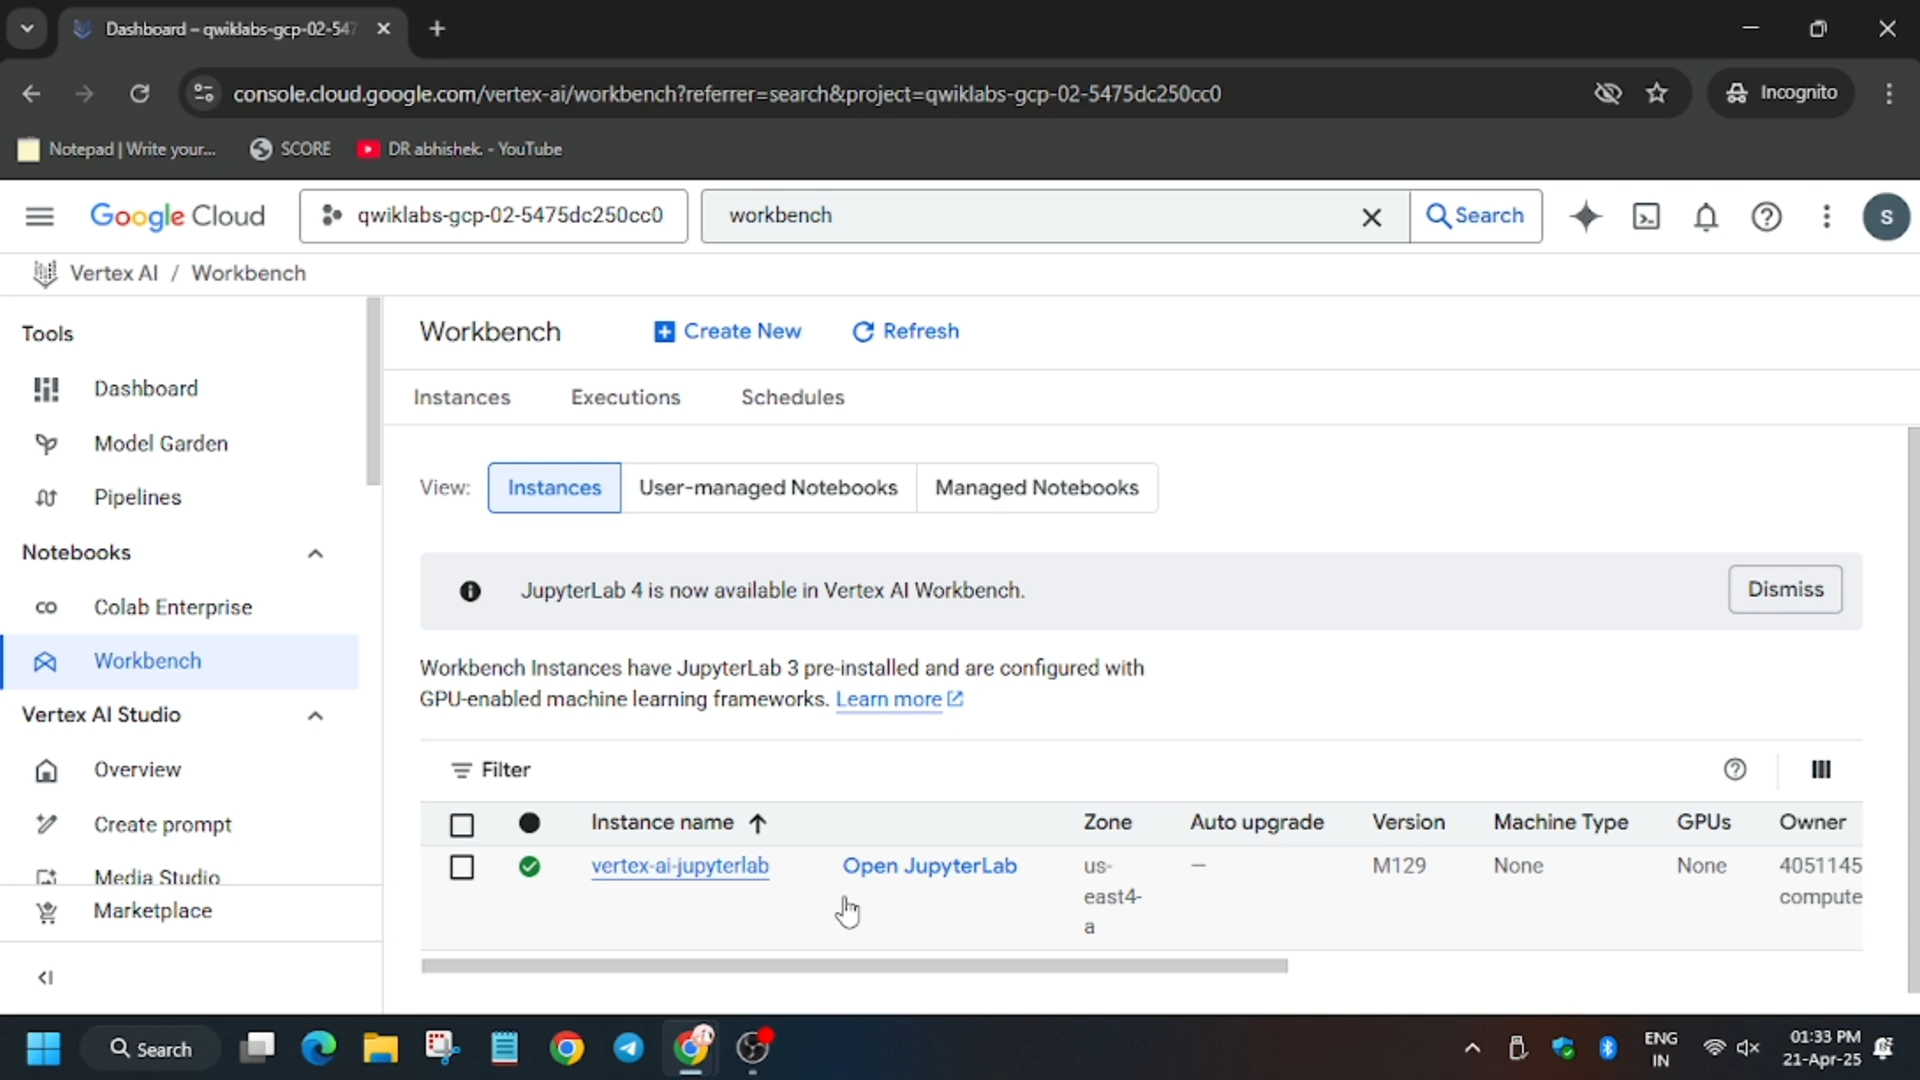 Dashboard – qwiklabs-gcp-02-547
console.cloud.google.com/vertex-ai/workbench?referrer=search&project=qwiklabs-gcp-02-5475dc250cc0
Incognito
Notepad | Write your...
SCORE
DR abhishek. - YouTube
Google Cloud
qwiklabs-gcp-02-5475dc250cc0
workbench
Search
S
Vertex AI / Workbench
Tools
Dashboard
Model Garden
Pipelines
Notebooks
Colab Enterprise
Workbench
Vertex AI Studio
Overview
Create prompt
Media Studio
Marketplace
Workbench
Create New
Refresh
Instances
Executions
Schedules
View:
Instances
User-managed Notebooks
Managed Notebooks
JupyterLab 4 is now available in Vertex AI Workbench.
Dismiss
Workbench Instances have JupyterLab 3 pre-installed and are configured with
GPU-enabled machine learning frameworks. Learn more
Filter
Instance name
Zone
Auto upgrade
Version
Machine Type
GPUs
Owner
vertex-ai-jupyterlab
Open JupyterLab
us-
east4-
a
–
M129
None
None
4051145
compute
Search
ENG
IN
01:33 PM
21-Apr-25